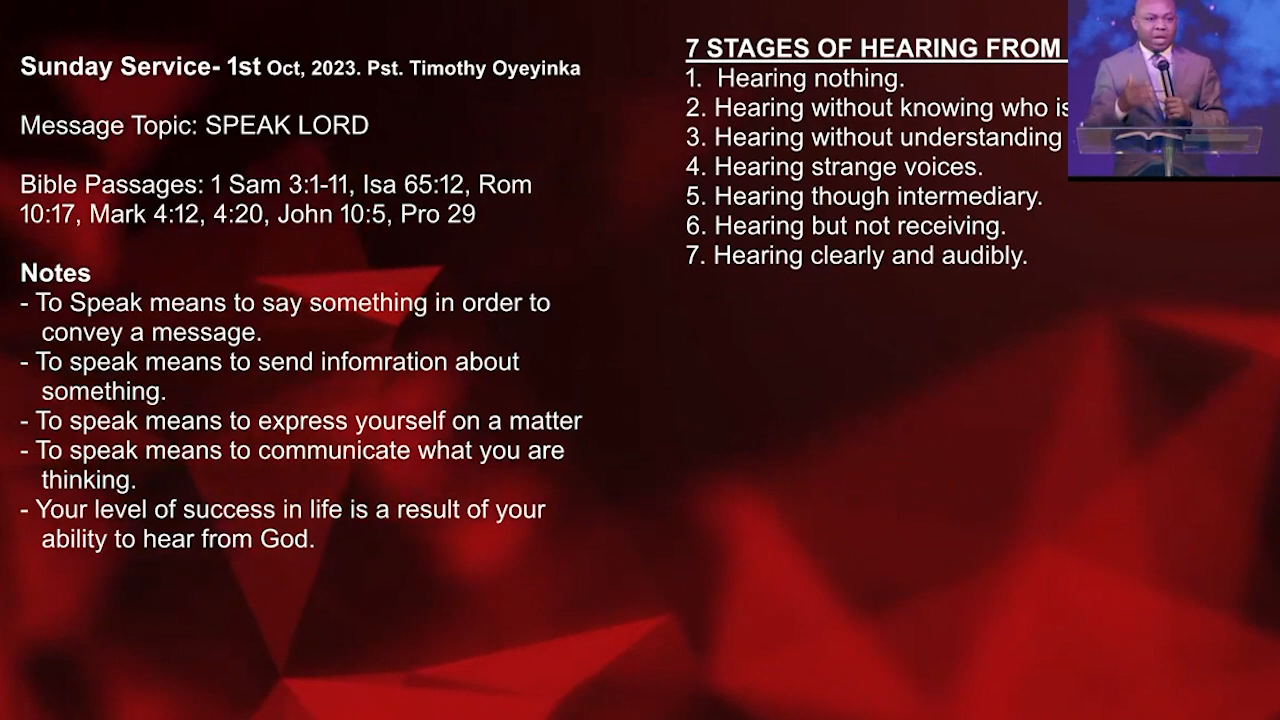 Sunday Service- 1st Oct, 2023. Pst. Timothy Oyeyinka
Message Topic: SPEAK LORD
Bible Passages: 1 Sam 3:1-11, Isa 65:12, Rom
10:17, Mark 4:12, 4:20, John 10:5, Pro 29
Notes
- To Speak means to say something in order to
convey a message.
- To speak means to send infomration about
something.
- To speak means to express yourself on a matter
- To speak means to communicate what you are
thinking.
- Your level of success in life is a result of your
ability to hear from God.
7 STAGES OF HEARING FROM
1. Hearing nothing.
2. Hearing without knowing who is
3. Hearing without understanding
4. Hearing strange voices.
5. Hearing though intermediary.
6. Hearing but not receiving.
7. Hearing clearly and audibly.